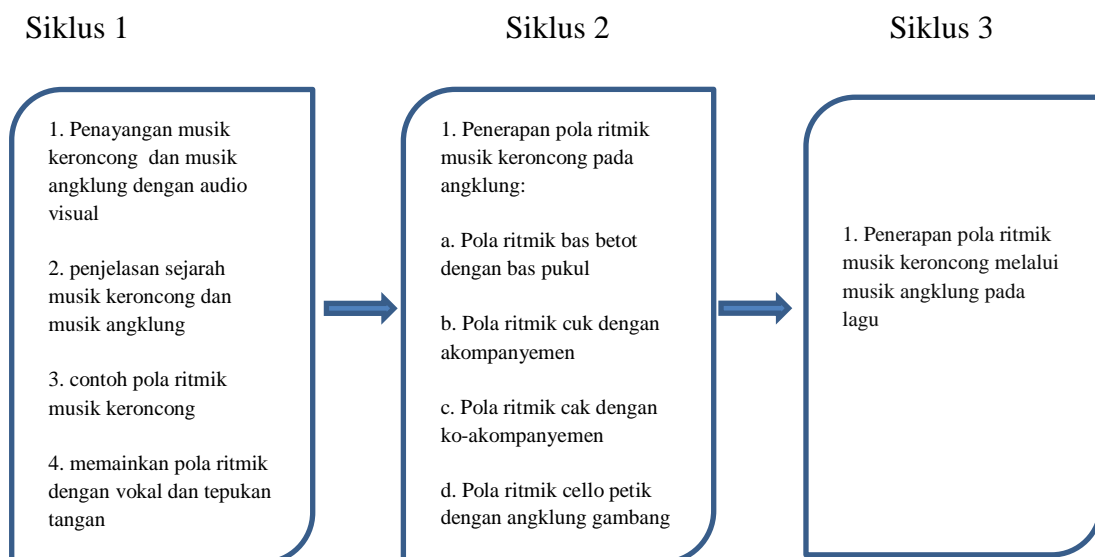 Siklus 1
Siklus 2
Siklus 3
1. Penayangan musik
keroncong dan musik
angklung dengan audio
visual
2. penjelasan sejarah
musik keroncong dan
musik angklung
3. contoh pola ritmik
musik keroncong
4. memainkan pola ritmik
dengan vokal dan tepukan
tangan
1. Penerapan pola ritmik
musik keroncong pada
angklung:
a. Pola ritmik bas betot
dengan bas pukul
b. Pola ritmik cuk dengan
akompanyemen
c. Pola ritmik cak dengan
ko-akompanyemen
d. Pola ritmik cello petik
dengan angklung gambang
1. Penerapan pola ritmik
musik keroncong melalui
musik angklung pada
lagu